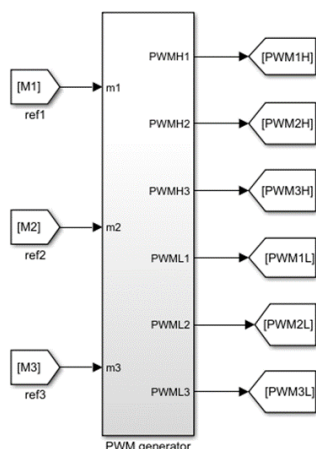 [M1]
ref1
m1
[M2]
ref2
m2
[M3]
ref3
m3
PWMH1
PWMH2
PWMH3
PWML1
PWML2
PWML3
[PWM1H]
[PWM2H]
[PWM3H]
[PWM1L]
[PWM2L]
[PWM3L]
PWM generator